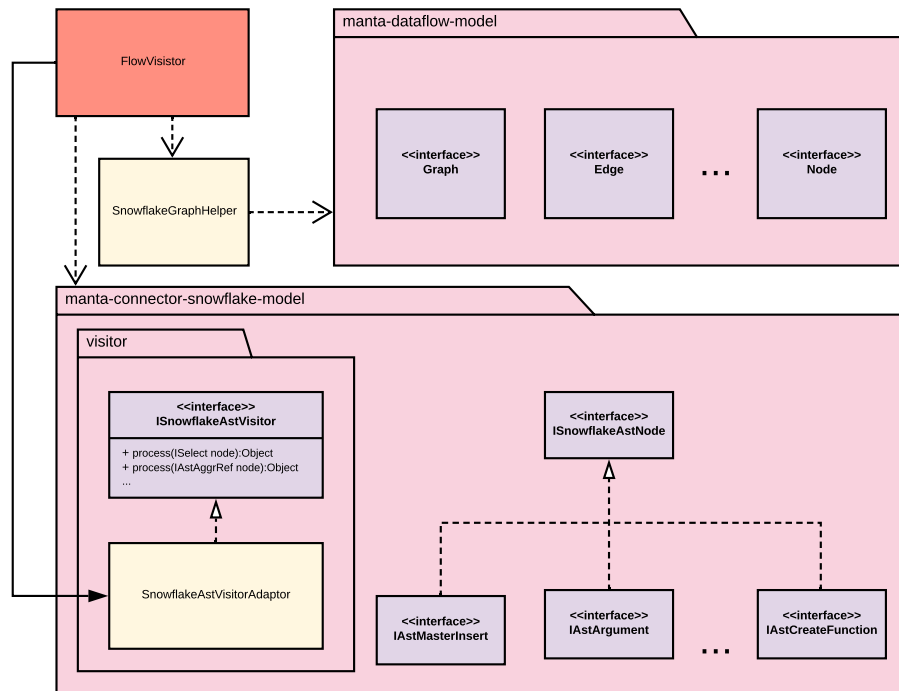 manta-dataflow-model
FlowVisistor
<<interface>>
Graph
<<interface>>
Edge
...
<<interface>>
Node
SnowflakeGraphHelper
manta-connector-snowflake-model
visitor
<<interface>>
ISnowflakeAstVisitor
+ process(ISelect node):Object
+ process(IAstAggrRef node):Object
...
<<interface>>
ISnowflakeAstNode
SnowflakeAstVisitorAdaptor
<<interface>>
IAstMasterInsert
<<interface>>
IAstArgument
...
<<interface>>
IAstCreateFunction